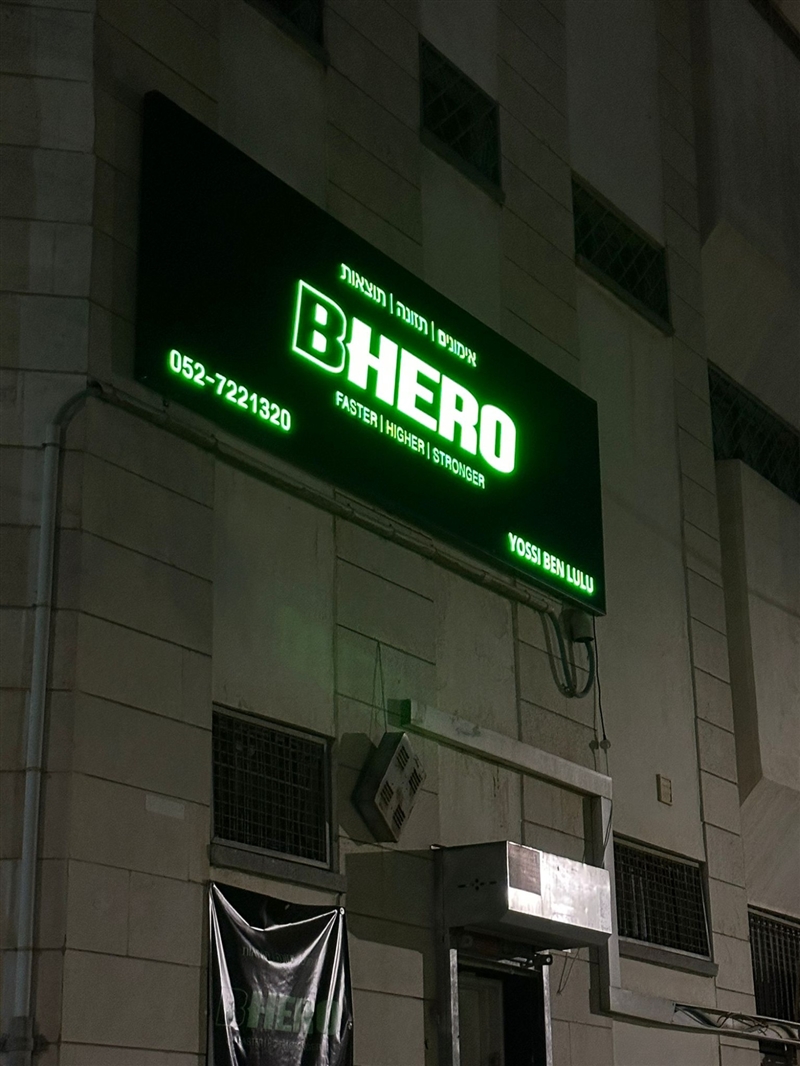 אימונים | תזונה | תוצאות
BHERO
FASTER | HIGHER | STRONGER
052-7221320
YOSSI BEN LULU
BHERO